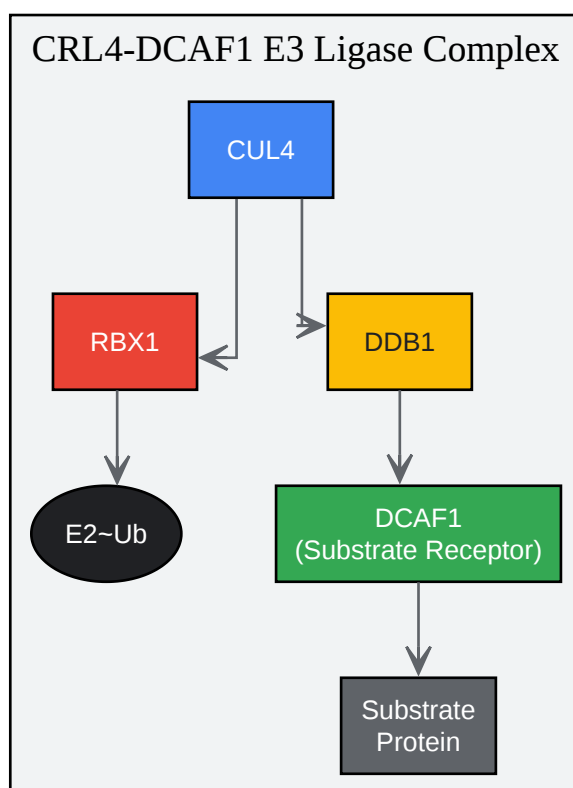 CRL4-DCAF1 E3 Ligase Complex
CUL4
RBX1
DDB1
E2~Ub
DCAF1
(Substrate Receptor)
Substrate
Protein